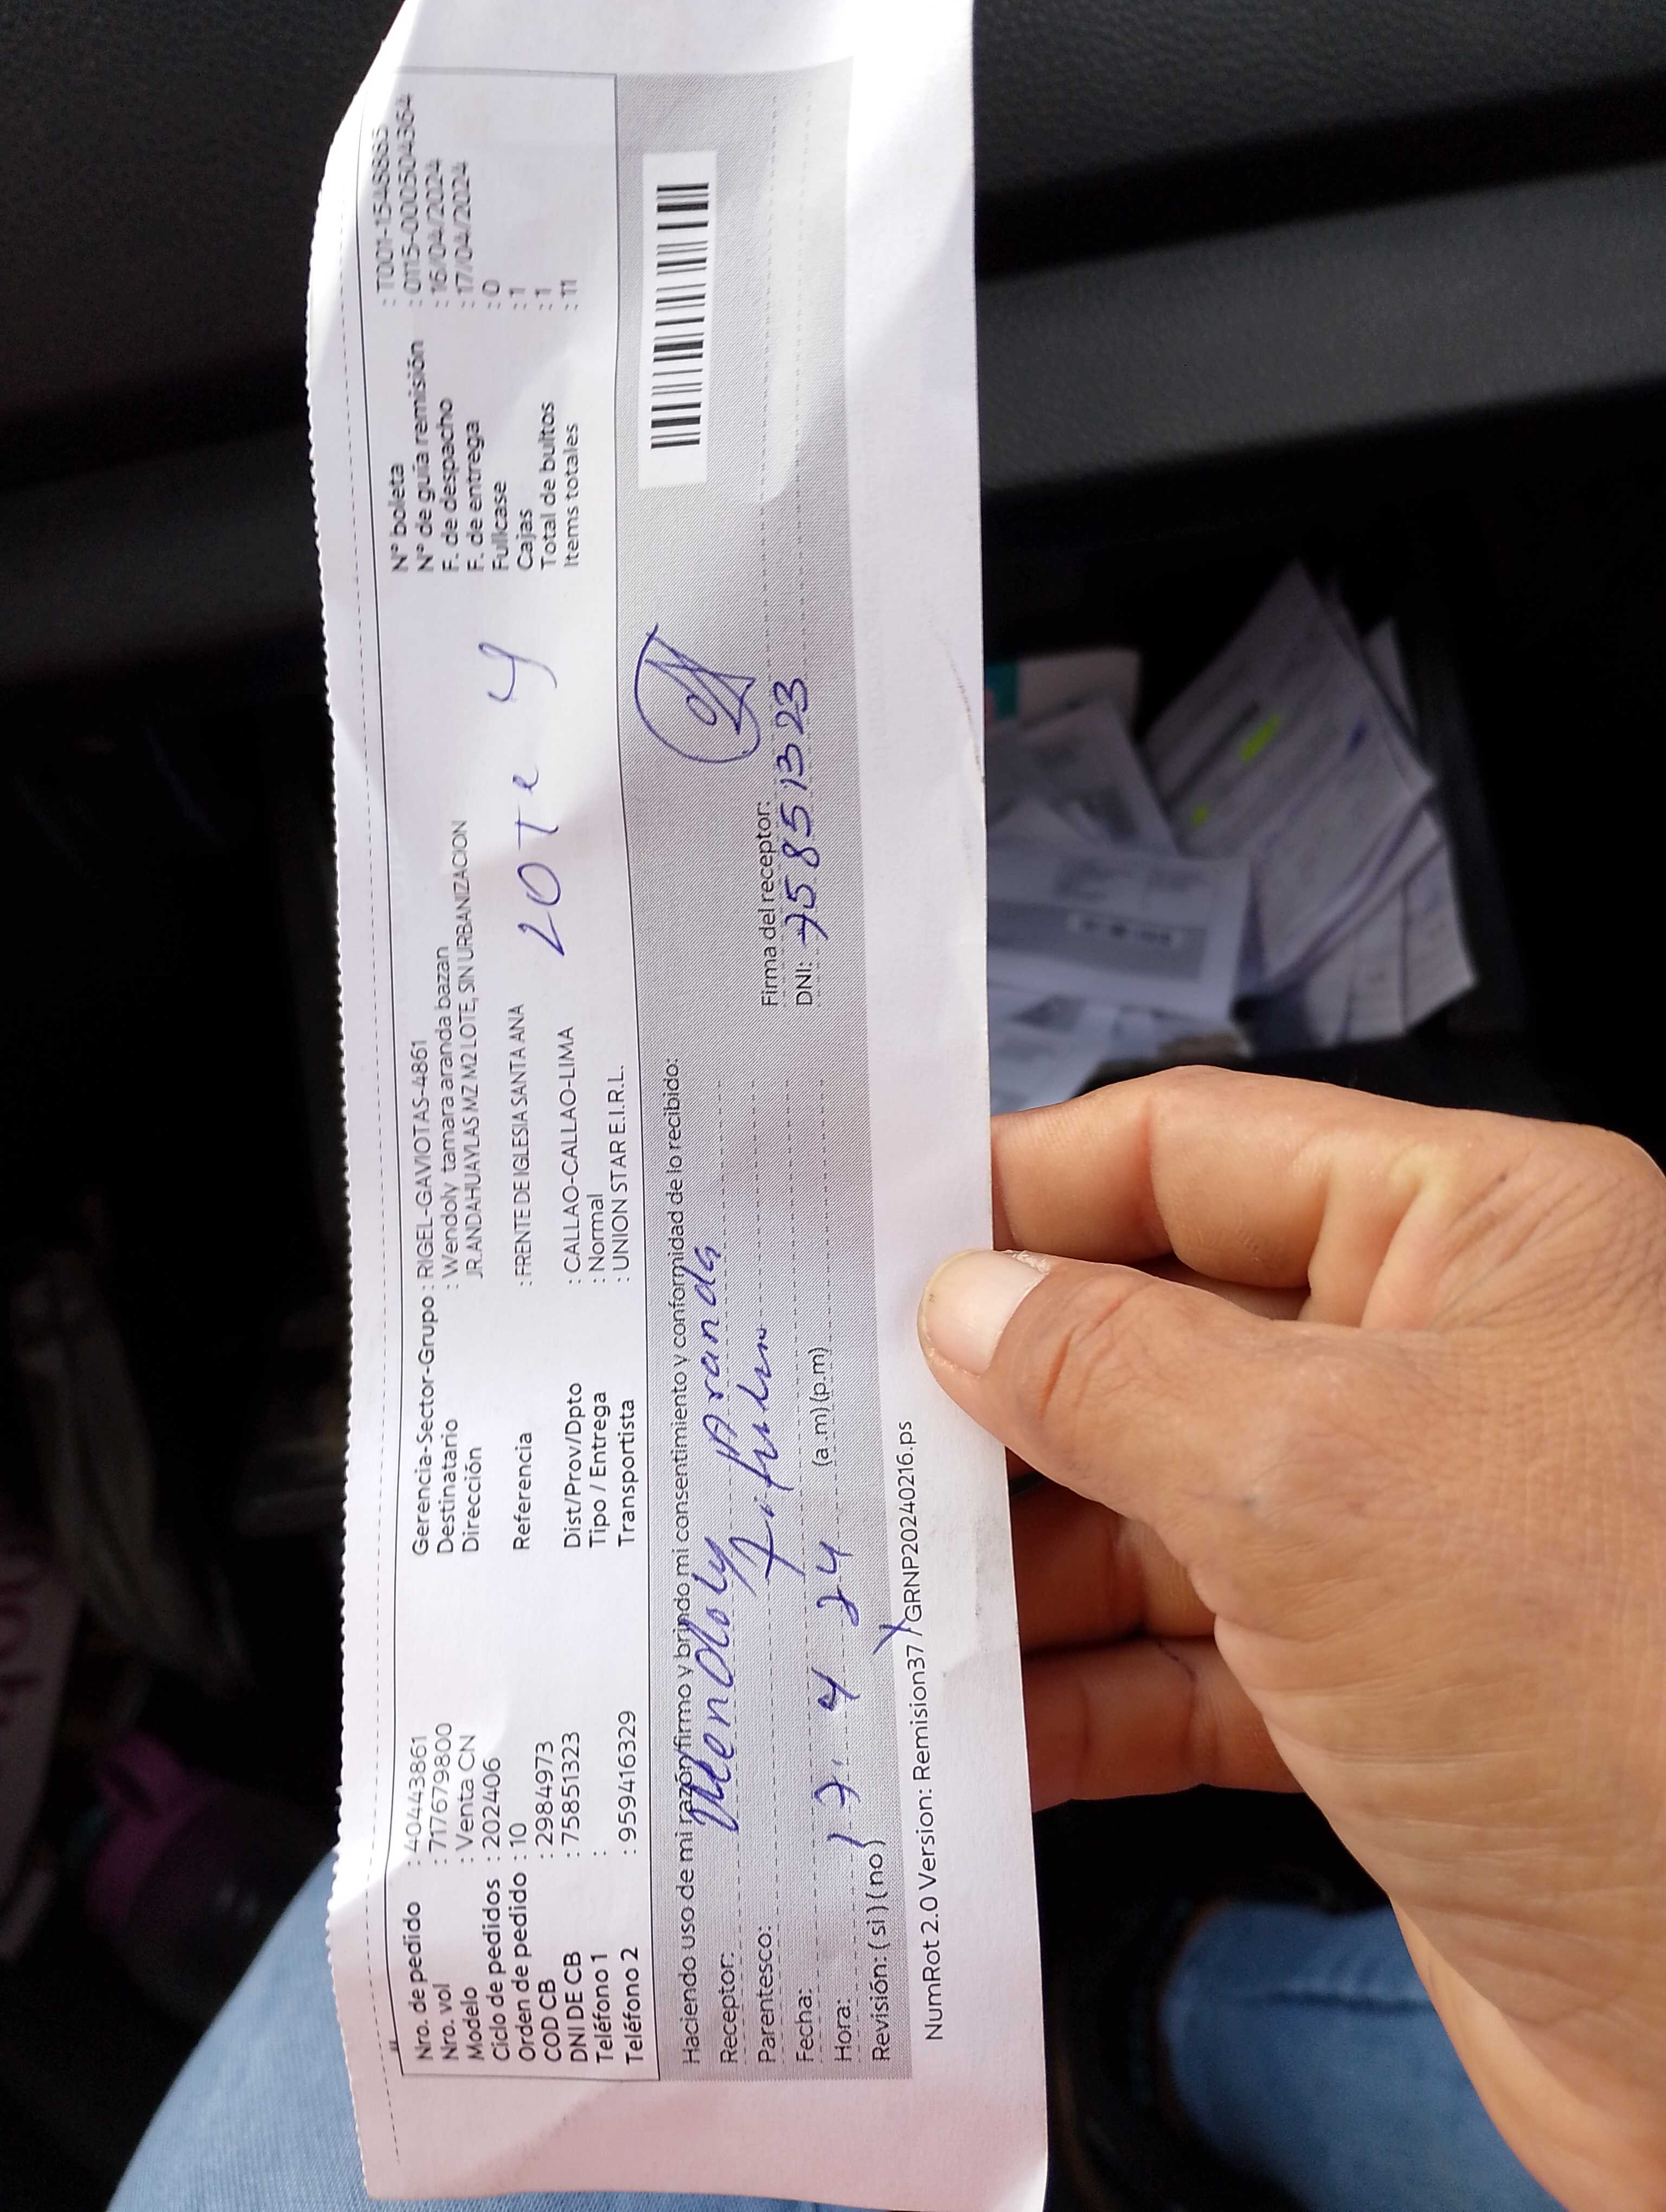 Nro. de pedido : 40443861
Nro. vol : 717679800
Modelo : Venta CN
Ciclo de pedidos : 202406
Orden de pedido : 10
COD CB : 2984973
DNI DE CB : 75851323
Teléfono 1 :
Teléfono 2 : 959416329
Gerencia-Sector-Grupo : RIGEL-GAVIOTAS-4861
Destinatario : Wendoly tamara aranda bazan
Dirección JR.ANDAHUAYLAS MZ M2 LOTE, SIN URBANIZACION
Referencia : FRENTE DE IGLESIA SANTA ANA
Dist/Prov/Dpto : CALLAO-CALLAO-LIMA
Tipo / Entrega : Normal
Transportista : UNION STAR E.I.R.L.
LOTe 4
N° boleta
N° de guía remisión : 0115-000504364
F. de despacho : 16/04/2024
F. de entrega : 17/04/2024
Fullcase : 0
Cajas : 1
Total de bultos : 1
Items totales : 11
Haciendo uso de mi razón/firmo y brindo mi consentimiento y conformidad de lo recibido:
Receptor: Wendoly Aranda
Parentesco:
Fecha: 17. 4 24
Hora: (a.m)(p.m)
Revisión: ( si ) ( no )
Firma del receptor:
DNI: 75851323
NumRot 2.0 Version: Remision37 / GRNP20240216.ps